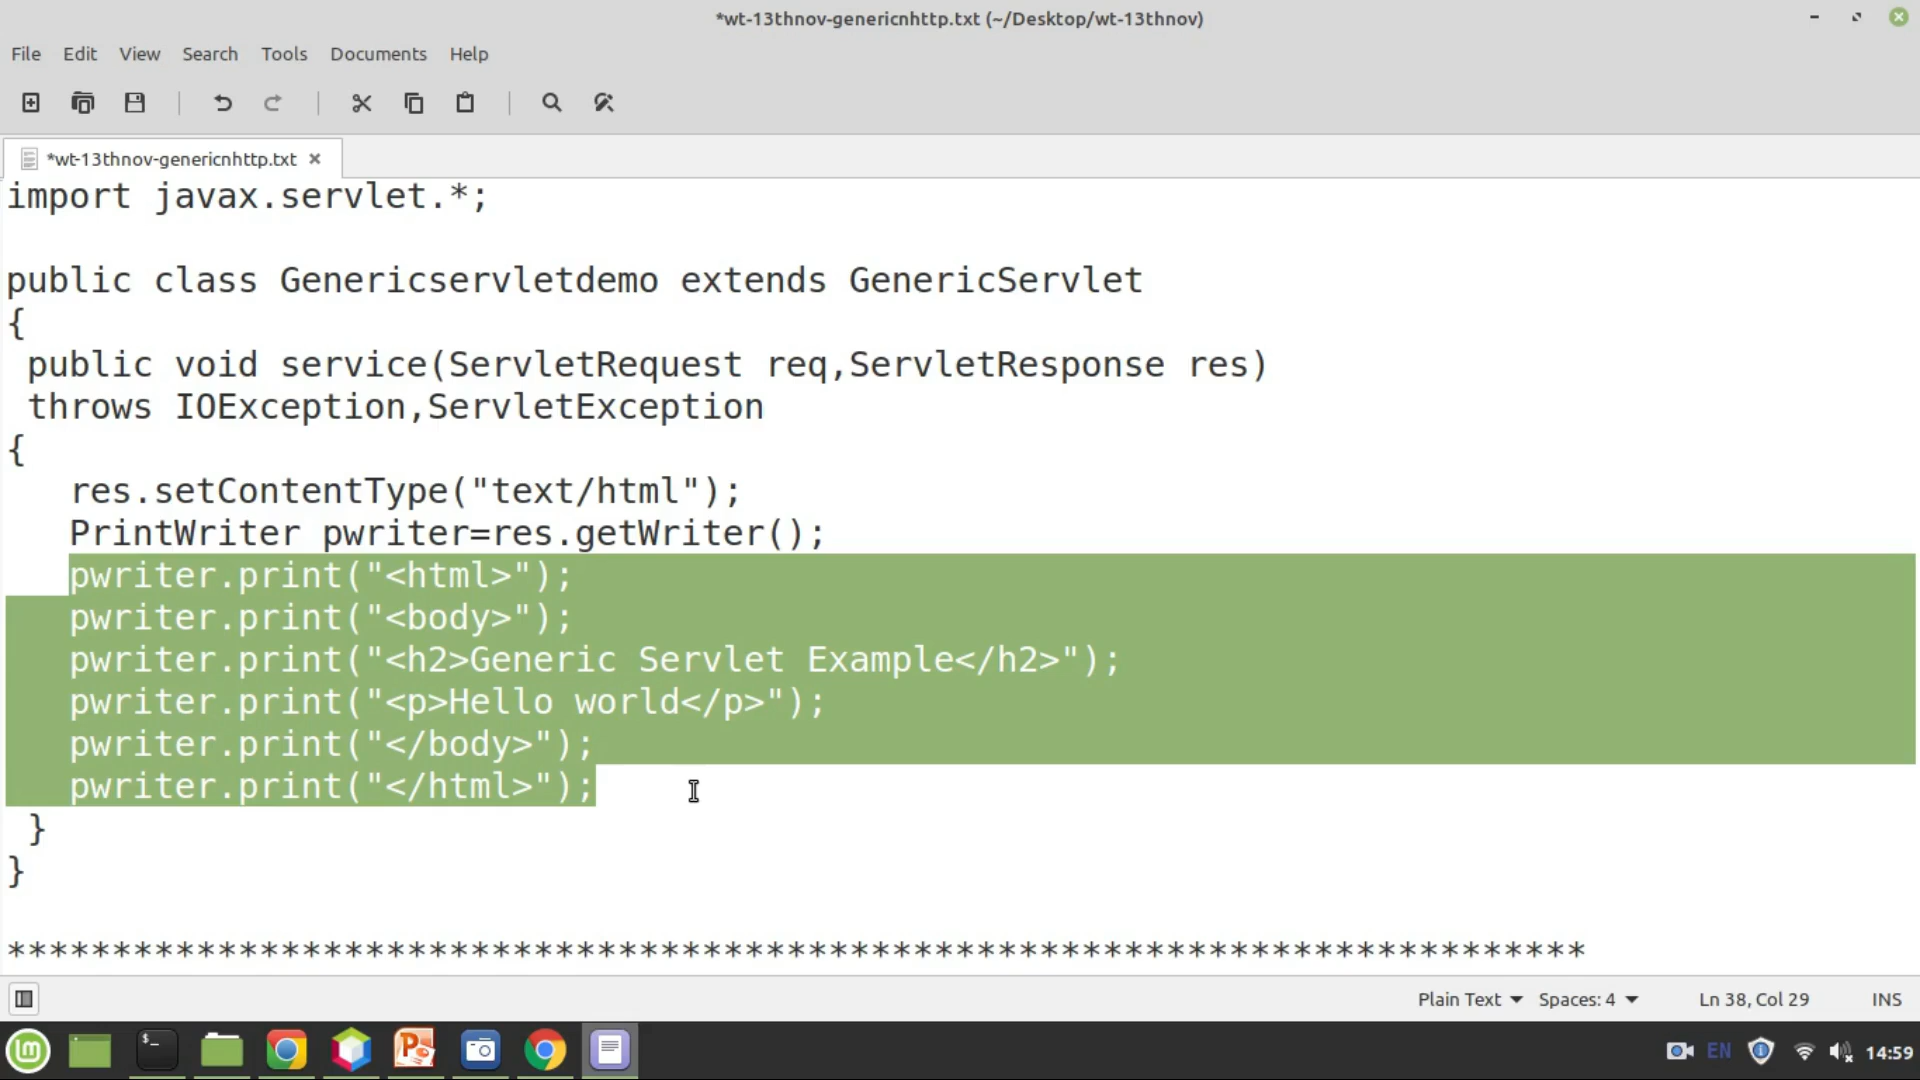 *wt-13thnov-genericnhttp.txt (~/Desktop/wt-13thnov)
File Edit View Search Tools Documents Help
*wt-13thnov-genericnhttp.txt
import javax.servlet.*;
public class Genericservletdemo extends GenericServlet
{
public void service(ServletRequest req,ServletResponse res)
throws IOException,ServletException
{
res.setContentType("text/html");
PrintWriter pwriter=res.getWriter();
pwriter.print("<html>");
pwriter.print("<body>");
pwriter.print("<h2>Generic Servlet Example</h2>");
pwriter.print("<p>Hello world</p>");
pwriter.print("</body>");
pwriter.print("</html>");
}
}
***************************************************************************
Plain Text Spaces: 4 Ln 38, Col 29 INS
EN 14:59